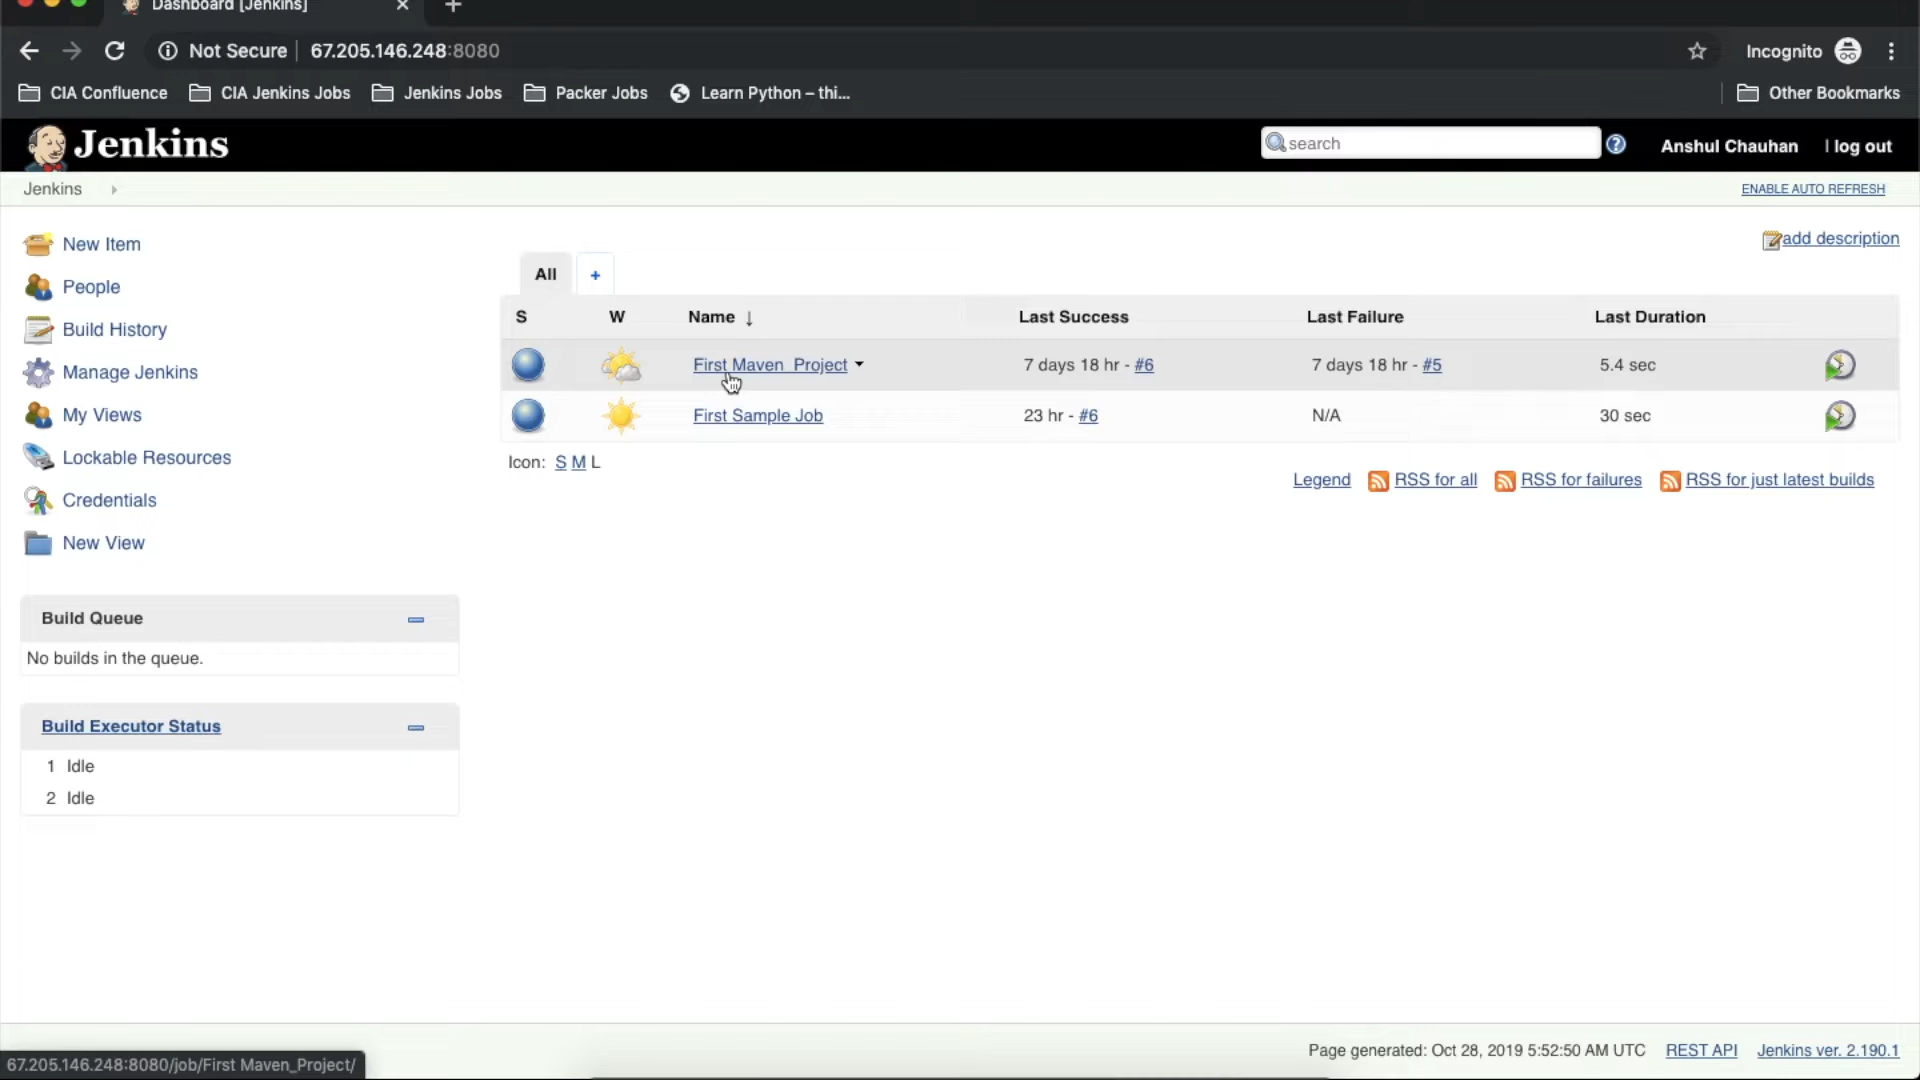 Dashboard [Jenkins]
Not Secure 67.205.146.248:8080
Incognito
CIA Confluence CIA Jenkins Jobs Jenkins Jobs Packer Jobs Learn Python – thi...
Other Bookmarks
Jenkins
search
Anshul Chauhan | log out
Jenkins
ENABLE AUTO REFRESH
New Item
People
Build History
Manage Jenkins
My Views
Lockable Resources
Credentials
New View
Build Queue
No builds in the queue.
Build Executor Status
1 Idle
2 Idle
add description
All +
S W Name ↓ Last Success Last Failure Last Duration
First Maven_Project 7 days 18 hr - #6 7 days 18 hr - #5 5.4 sec
First Sample Job 23 hr - #6 N/A 30 sec
Icon: S M L
Legend RSS for all RSS for failures RSS for just latest builds
Page generated: Oct 28, 2019 5:52:50 AM UTC REST API Jenkins ver. 2.190.1
67.205.146.248:8080/job/First Maven_Project/